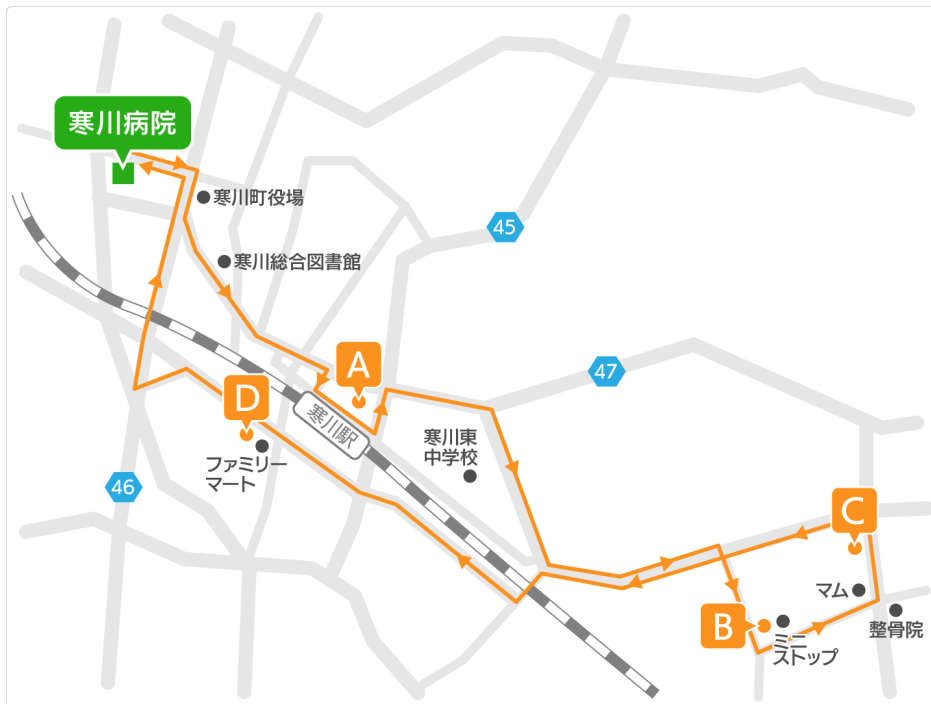 寒川病院
寒川町役場
寒川総合図書館
45
47
A
D
寒川駅
寒川東
中学校
ファミリー
マート
46
C
マム
B
ミニ
ストップ
整骨院